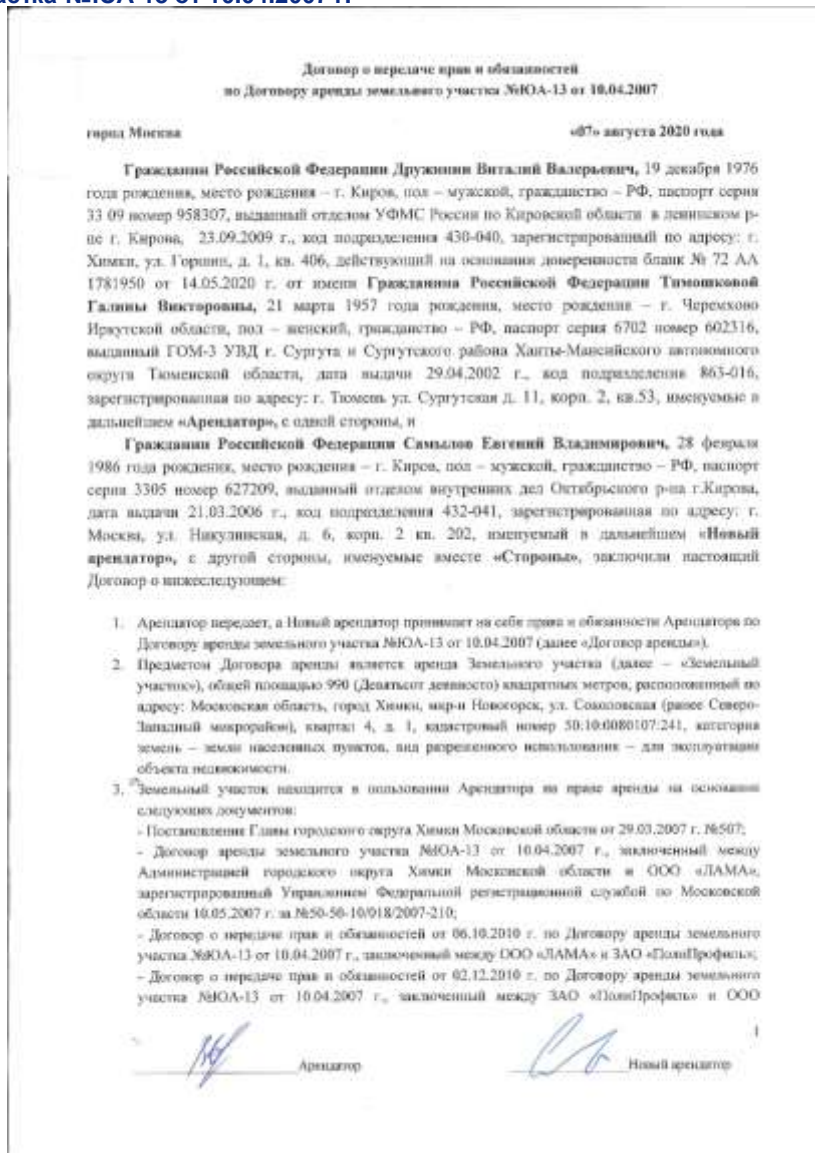 Договор о передаче прав и обязанностей
по Договору аренды земельного участка №ЮА-13 от 10.04.2007
город Москва «07» августа 2020 года
Гражданин Российской Федерации Дружинин Виталий Валерьевич, 19 декабря 1976
года рождения, место рождения – г. Киров, пол – мужской, гражданство – РФ, паспорт серия
33 09 номер 958307, выданный отделом УФМС России по Кировской области в ленинском р-
не г. Кирова, 23.09.2009 г., код подразделения 430-040, зарегистрированный по адресу: г.
Химки, ул. Горшина, д. 1, кв. 406, действующий на основании доверенности бланк № 72 АА
1781950 от 14.05.2020 г. от имени Гражданина Российской Федерации Тимошковой
Галины Викторовны, 21 марта 1957 года рождения, место рождения – г. Черемхово
Иркутской области, пол – женский, гражданство – РФ, паспорт серия 6702 номер 602316,
выданный ГОМ-3 УВД г. Сургута и Сургутского района Ханты-Мансийского автономного
округа Тюменской области, дата выдачи 29.04.2002 г., код подразделения 863-016,
зарегистрированная по адресу: г. Тюмень ул. Сургутская д. 11, корп. 2, кв.53, именуемые в
дальнейшем «Арендатор», с одной стороны, и
Гражданин Российской Федерации Самылов Евгений Владимирович, 28 февраля
1986 года рождения, место рождения – г. Киров, пол – мужской, гражданство – РФ, паспорт
серия 3305 номер 627209, выданный отделом внутренних дел Октябрьского р-на г.Кирова,
дата выдачи 21.03.2006 г., код подразделения 432-041, зарегистрированная по адресу: г.
Москва, ул. Никулинская, д. 6, корп. 2 кв. 202, именуемый в дальнейшем «Новый
арендатор», с другой стороны, именуемые вместе «Стороны», заключили настоящий
Договор о нижеследующем:
1. Арендатор передает, а Новый арендатор принимает на себя права и обязанности Арендатора по
Договору аренды земельного участка №ЮА-13 от 10.04.2007 (далее «Договор аренды»).
2. Предметом Договора аренды является аренда Земельного участка (далее – «Земельный
участок»), общей площадью 990 (Девятьсот девяносто) квадратных метров, расположенный по
адресу: Московская область, город Химки, мкр-н Новогорск, ул. Соколовская (ранее Северо-
Западный микрорайон), квартал 4, д. 1, кадастровый номер 50:10:0080107:241, категория
земель – земли населенных пунктов, вид разрешенного использования – для эксплуатации
объекта недвижимости.
3. Земельный участок находится в пользовании Арендатора на праве аренды на основании
следующих документов:
- Постановления Главы городского округа Химки Московской области от 29.03.2007 г. №507;
- Договор аренды земельного участка №ЮА-13 от 10.04.2007 г., заключенный между
Администрацией городского округа Химки Московской области и ООО «ЛАМА»,
зарегистрированный Управлением Федеральной регистрационной службой по Московской
области 10.05.2007 г. за №50-50-10/018/2007-210;
- Договор о передаче прав и обязанностей от 06.10.2010 г. по Договору аренды земельного
участка №ЮА-13 от 10.04.2007 г., заключенный между ООО «ЛАМА» и ЗАО «ПолиПрофиль»;
- Договор о передаче прав и обязанностей от 02.12.2010 г. по Договору аренды земельного
участка №ЮА-13 от 10.04.2007 г., заключенный между ЗАО «ПолиПрофиль» и ООО
1
Арендатор Новый арендатор